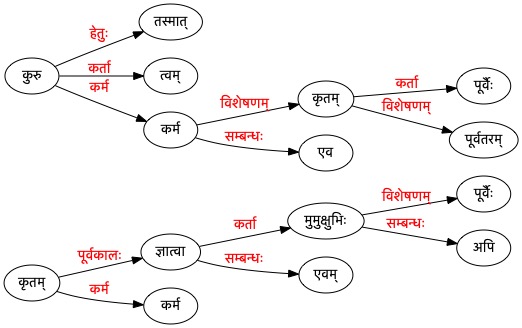 तस्मात्
हेतुः
कुरु
कर्ता
त्वम्
कर्म
कर्म
विशेषणम्
कृतम्
कर्ता
पूर्वैः
विशेषणम्
पूर्वतरम्
सम्बन्धः
एव
कृतम्
पूर्वकालः
ज्ञात्वा
कर्ता
मुमुक्षुभिः
विशेषणम्
पूर्वैः
सम्बन्धः
अपि
सम्बन्धः
एवम्
कर्म
कर्म